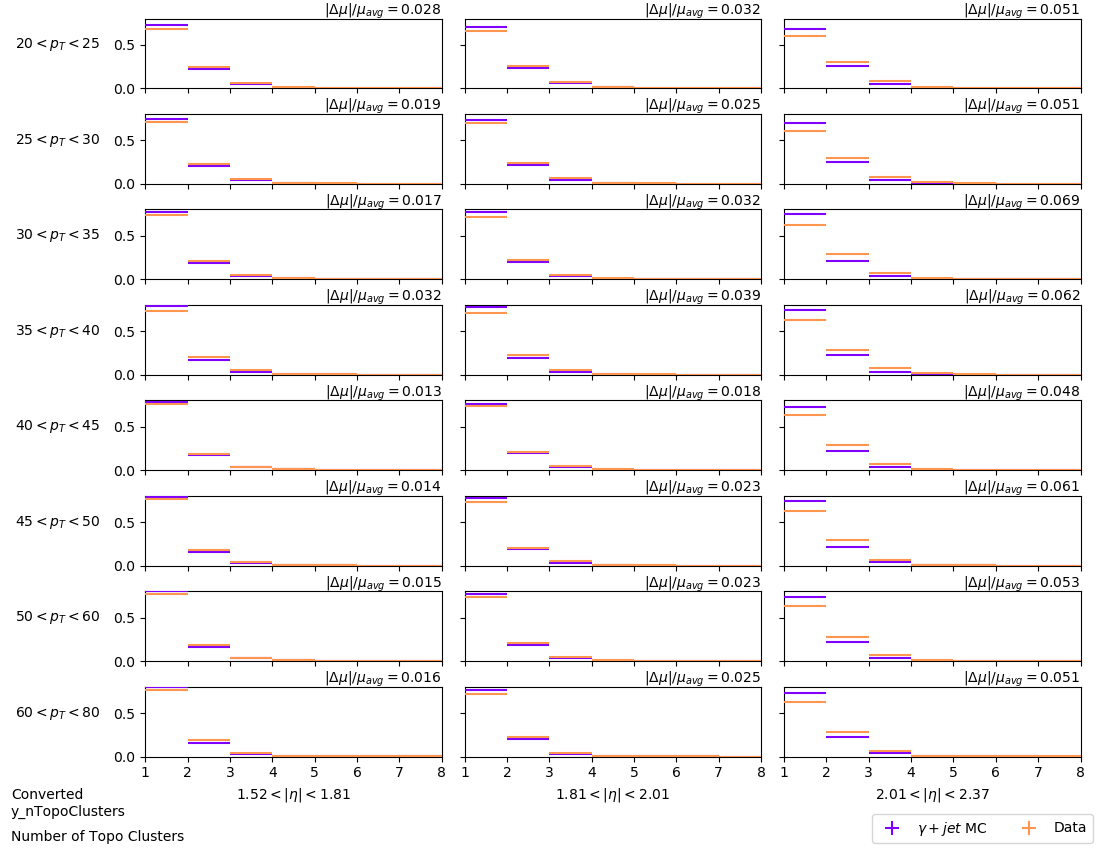 |Δμ|/μ_avg = 0.028 |Δμ|/μ_avg = 0.032 |Δμ|/μ_avg = 0.051
20 < p_T < 25
0.5
0.0
|Δμ|/μ_avg = 0.019 |Δμ|/μ_avg = 0.025 |Δμ|/μ_avg = 0.051
25 < p_T < 30
0.5
0.0
|Δμ|/μ_avg = 0.017 |Δμ|/μ_avg = 0.032 |Δμ|/μ_avg = 0.069
30 < p_T < 35
0.5
0.0
|Δμ|/μ_avg = 0.032 |Δμ|/μ_avg = 0.039 |Δμ|/μ_avg = 0.062
35 < p_T < 40
0.5
0.0
|Δμ|/μ_avg = 0.013 |Δμ|/μ_avg = 0.018 |Δμ|/μ_avg = 0.048
40 < p_T < 45
0.5
0.0
|Δμ|/μ_avg = 0.014 |Δμ|/μ_avg = 0.023 |Δμ|/μ_avg = 0.061
45 < p_T < 50
0.5
0.0
|Δμ|/μ_avg = 0.015 |Δμ|/μ_avg = 0.023 |Δμ|/μ_avg = 0.053
50 < p_T < 60
0.5
0.0
|Δμ|/μ_avg = 0.016 |Δμ|/μ_avg = 0.025 |Δμ|/μ_avg = 0.051
60 < p_T < 80
0.5
0.0
1 2 3 4 5 6 7 8 1 2 3 4 5 6 7 8 1 2 3 4 5 6 7 8
Converted 1.52 < |η| < 1.81 1.81 < |η| < 2.01 2.01 < |η| < 2.37
y_nTopoClusters
γ + jet MC Data
Number of Topo Clusters